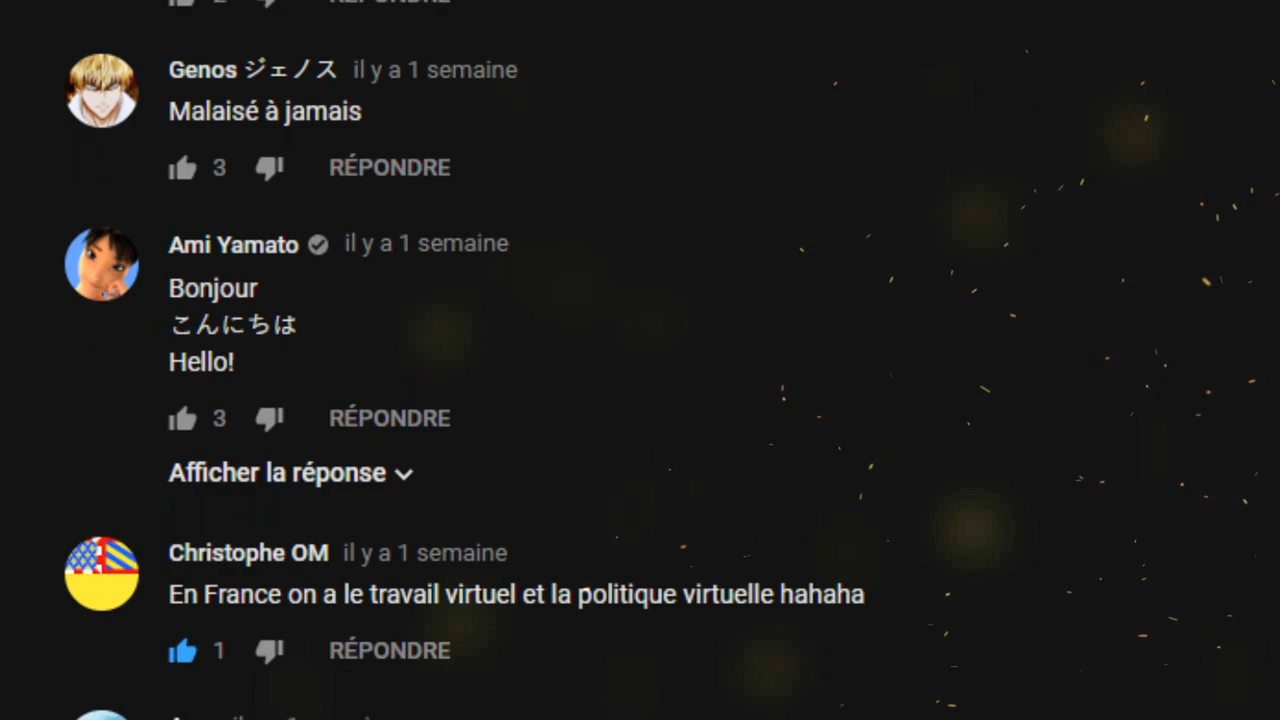 Genos ジェノス il y a 1 semaine
Malaisé à jamais
3 RÉPONDRE
Ami Yamato il y a 1 semaine
Bonjour
こんにちは
Hello!
3 RÉPONDRE
Afficher la réponse
Christophe OM il y a 1 semaine
En France on a le travail virtuel et la politique virtuelle hahaha
1 RÉPONDRE